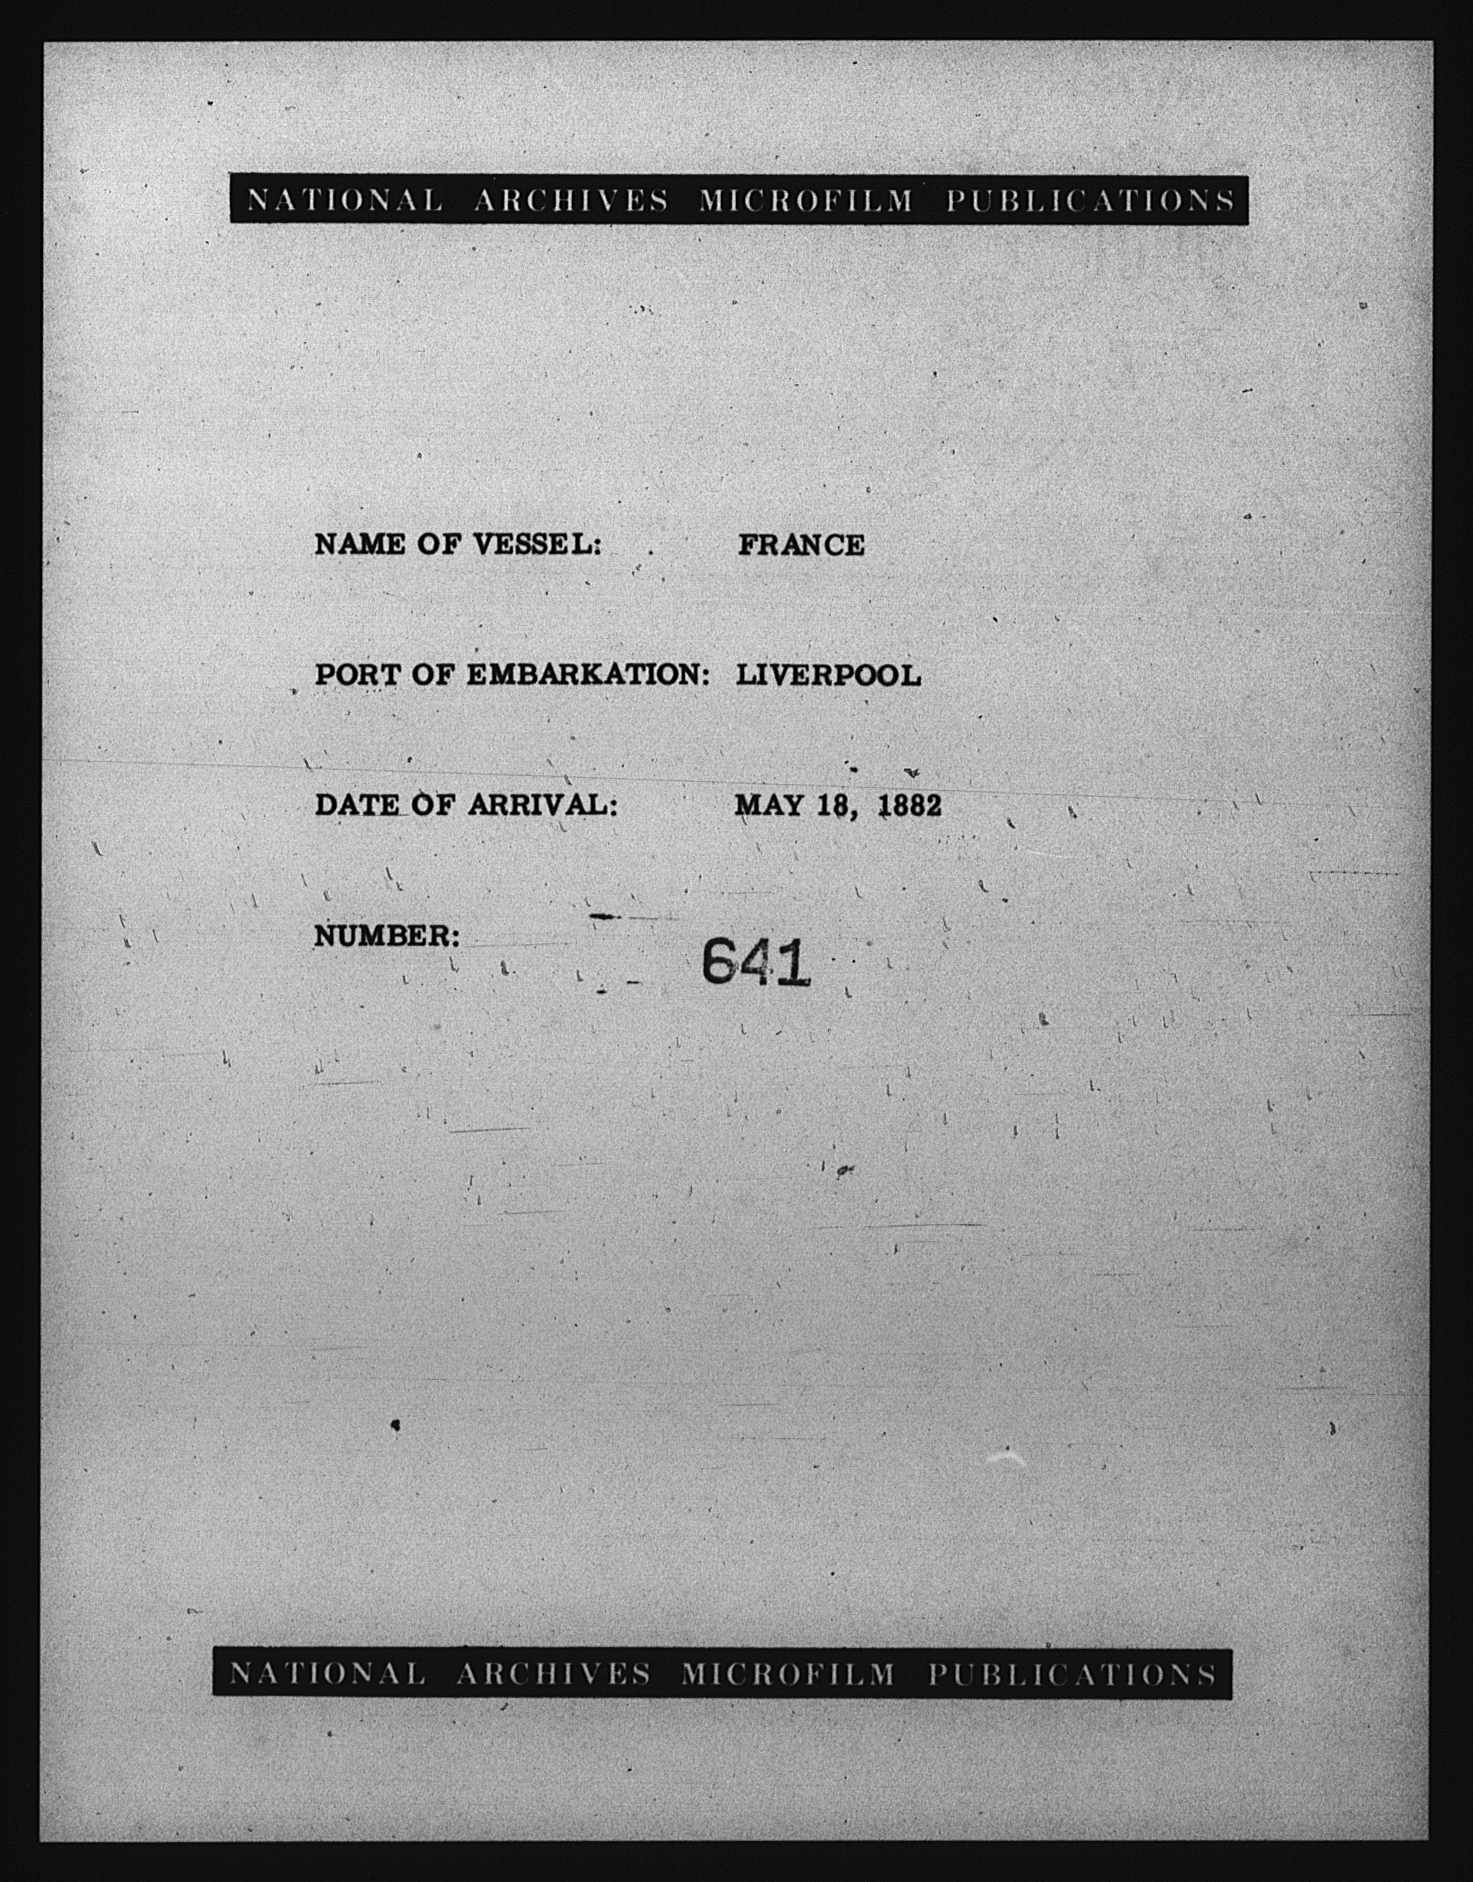 NATIONAL ARCHIVES MICROFILM PUBLICATIONS
NAME OF VESSEL: FRANCE
PORT OF EMBARKATION: LIVERPOOL
DATE OF ARRIVAL: MAY 18, 1882
NUMBER: 641
NATIONAL ARCHIVES MICROFILM PUBLICATIONS